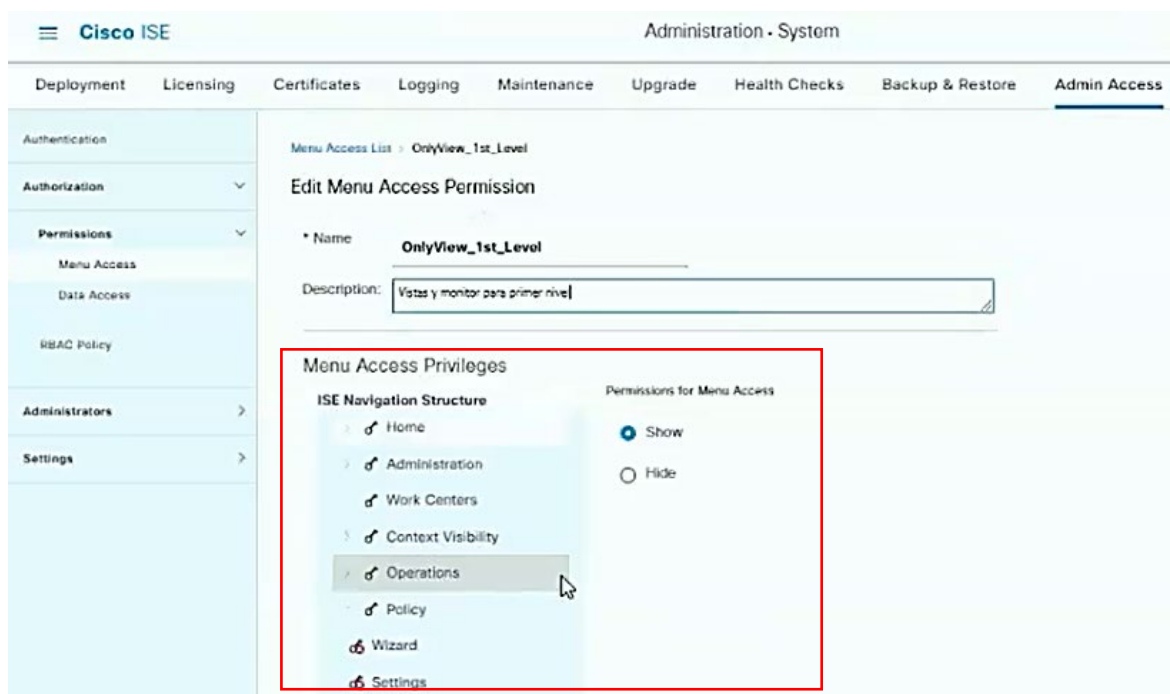 Cisco ISE
Administration · System
Deployment Licensing Certificates Logging Maintenance Upgrade Health Checks Backup & Restore Admin Access
Authentication
Authorization
Permissions
Menu Access
Data Access
RBAC Policy
Administrators
Settings
Menu Access List > OnlyView_1st_Level
Edit Menu Access Permission
* Name
OnlyView_1st_Level
Description:
Vistas y monitor para primer nivel
Menu Access Privileges
ISE Navigation Structure
Home
Administration
Work Centers
Context Visibility
Operations
Policy
Wizard
Settings
Permissions for Menu Access
Show
Hide